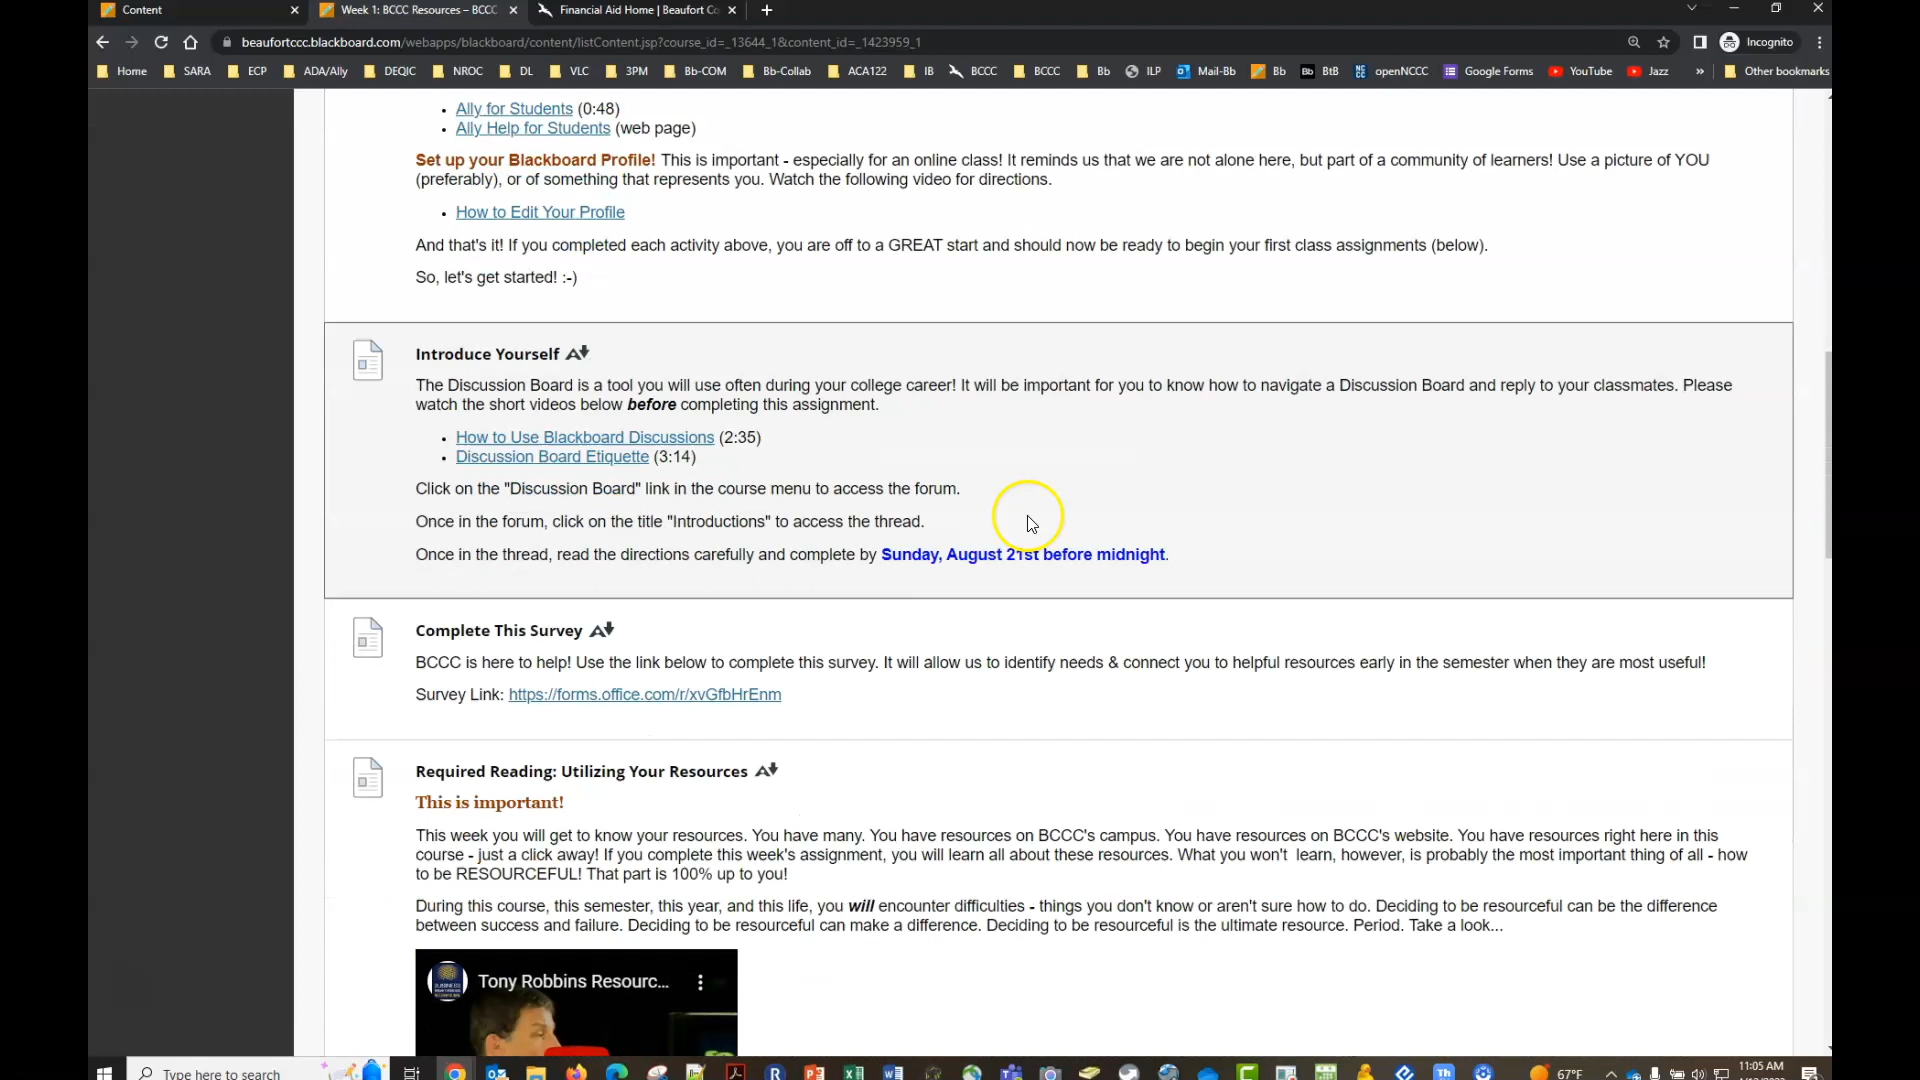 Content
Week 1: BCCC Resources – BCCC
Financial Aid Home | Beaufort Co
beaufortccc.blackboard.com/webapps/blackboard/content/listContent.jsp?course_id=_13644_1&content_id=_1423959_1
Incognito
Home SARA ECP ADA/Ally DEQIC NROC DL VLC 3PM Bb-COM Bb-Collab ACA122 IB BCCC BCCC Bb ILP Mail-Bb Bb BtB openNCCC Google Forms YouTube Jazz » Other bookmarks
• Ally for Students (0:48)
• Ally Help for Students (web page)
Set up your Blackboard Profile! This is important - especially for an online class! It reminds us that we are not alone here, but part of a community of learners! Use a picture of YOU
(preferably), or of something that represents you. Watch the following video for directions.
• How to Edit Your Profile
And that's it! If you completed each activity above, you are off to a GREAT start and should now be ready to begin your first class assignments (below).
So, let's get started! :-)
Introduce Yourself
The Discussion Board is a tool you will use often during your college career! It will be important for you to know how to navigate a Discussion Board and reply to your classmates. Please
watch the short videos below before completing this assignment.
• How to Use Blackboard Discussions (2:35)
• Discussion Board Etiquette (3:14)
Click on the "Discussion Board" link in the course menu to access the forum.
Once in the forum, click on the title "Introductions" to access the thread.
Once in the thread, read the directions carefully and complete by Sunday, August 21st before midnight.
Complete This Survey
BCCC is here to help! Use the link below to complete this survey. It will allow us to identify needs & connect you to helpful resources early in the semester when they are most useful!
Survey Link: https://forms.office.com/r/xvGfbHrEnm
Required Reading: Utilizing Your Resources
This is important!
This week you will get to know your resources. You have many. You have resources on BCCC's campus. You have resources on BCCC's website. You have resources right here in this
course - just a click away! If you complete this week's assignment, you will learn all about these resources. What you won't learn, however, is probably the most important thing of all - how
to be RESOURCEFUL! That part is 100% up to you!
During this course, this semester, this year, and this life, you will encounter difficulties - things you don't know or aren't sure how to do. Deciding to be resourceful can be the difference
between success and failure. Deciding to be resourceful can make a difference. Deciding to be resourceful is the ultimate resource. Period. Take a look...
Tony Robbins Resourc...
Type here to search
67°F
11:05 AM